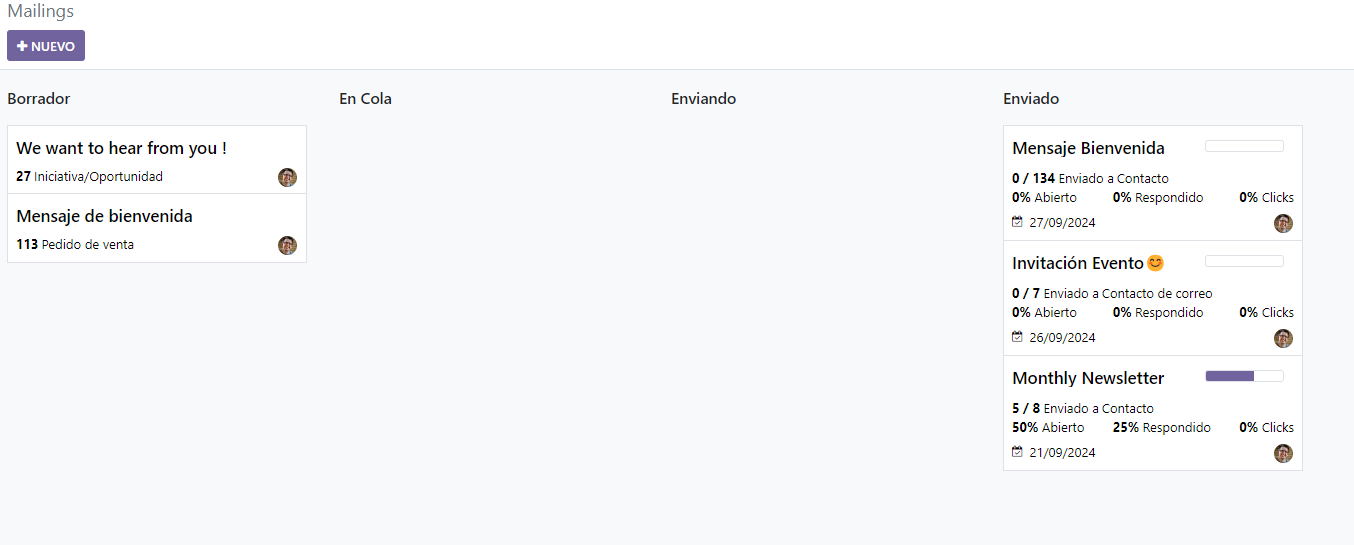 Mailings
NUEVO
Borrador
En Cola
Enviando
Enviado
We want to hear from you !
27 Iniciativa/Oportunidad
Mensaje de bienvenida
113 Pedido de venta
Mensaje Bienvenida
0 / 134 Enviado a Contacto
0% Abierto 0% Respondido 0% Clicks
27/09/2024
Invitación Evento😊
0 / 7 Enviado a Contacto de correo
0% Abierto 0% Respondido 0% Clicks
26/09/2024
Monthly Newsletter
5 / 8 Enviado a Contacto
50% Abierto 25% Respondido 0% Clicks
21/09/2024